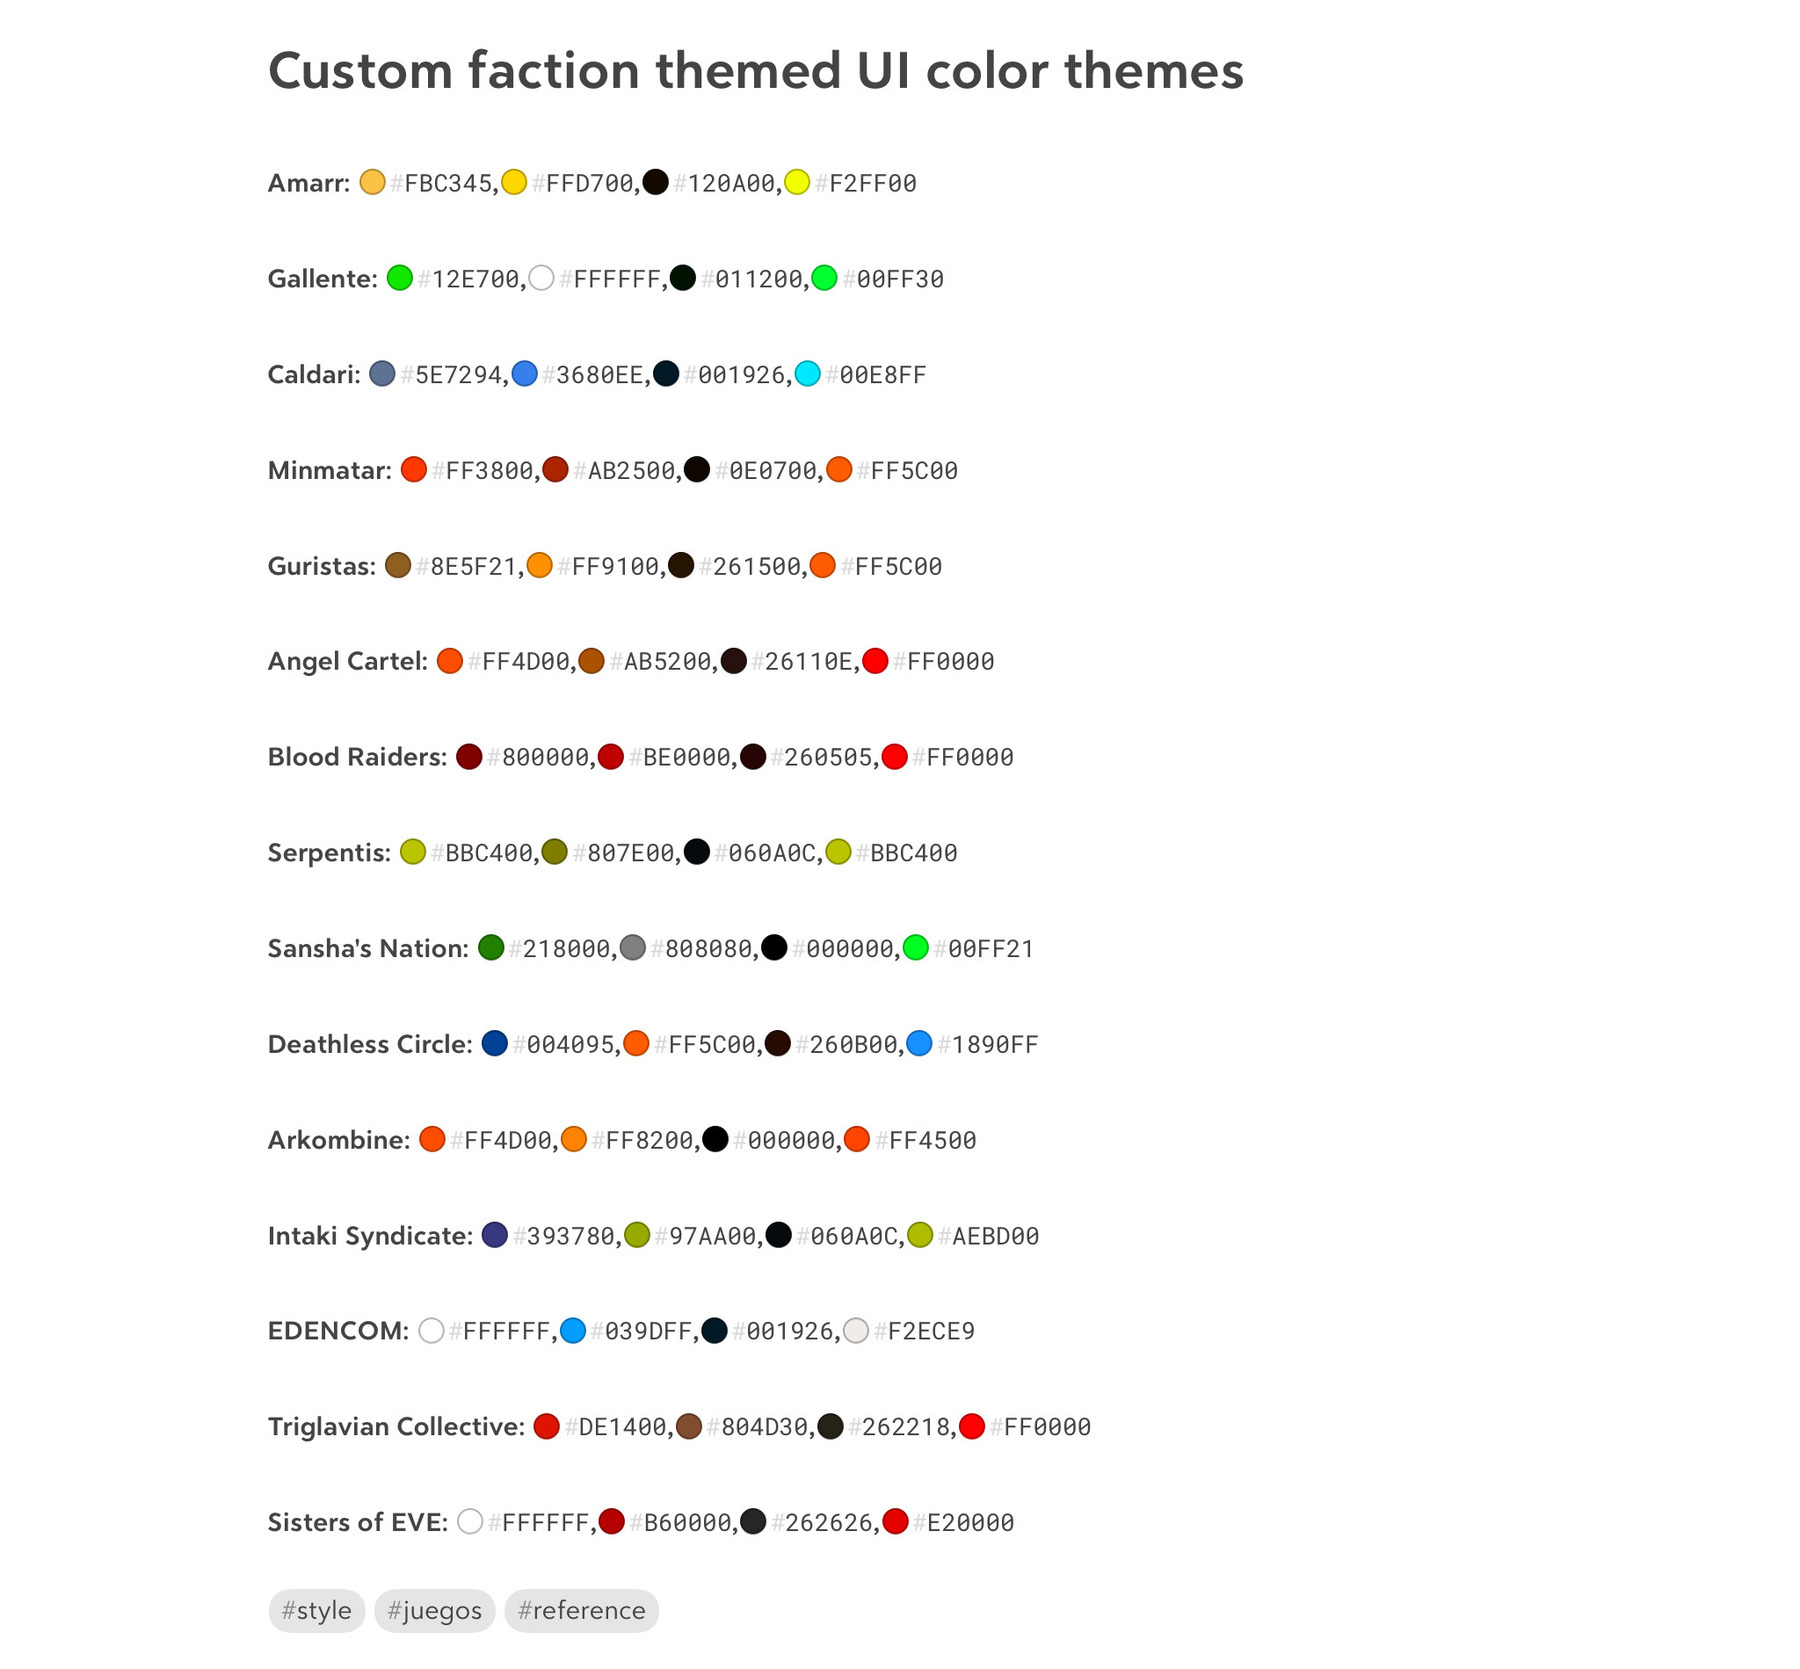 Custom faction themed UI color themes
Amarr: #FBC345, #FFD700, #120A00, #F2FF00
Gallente: #12E700, #FFFFFF, #011200, #00FF30
Caldari: #5E7294, #3680EE, #001926, #00E8FF
Minmatar: #FF3800, #AB2500, #0E0700, #FF5C00
Guristas: #8E5F21, #FF9100, #261500, #FF5C00
Angel Cartel: #FF4D00, #AB5200, #26110E, #FF0000
Blood Raiders: #800000, #BE0000, #260505, #FF0000
Serpentis: #BBC400, #807E00, #060A0C, #BBC400
Sansha's Nation: #218000, #808080, #000000, #00FF21
Deathless Circle: #004095, #FF5C00, #260B00, #1890FF
Arkombine: #FF4D00, #FF8200, #000000, #FF4500
Intaki Syndicate: #393780, #97AA00, #060A0C, #AEBD00
EDENCOM: #FFFFFF, #039DFF, #001926, #F2ECE9
Triglavian Collective: #DE1400, #804D30, #262218, #FF0000
Sisters of EVE: #FFFFFF, #B60000, #262626, #E20000
#style #juegos #reference